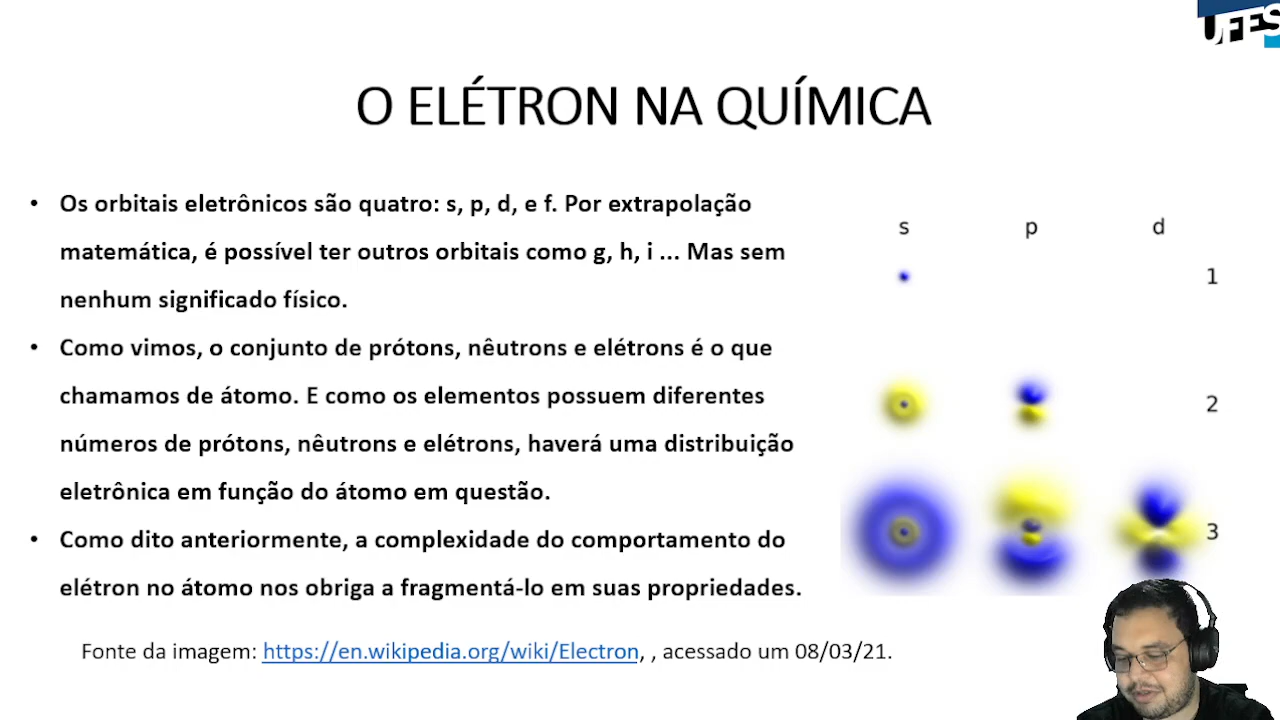 UFES
O ELÉTRON NA QUÍMICA
• Os orbitais eletrônicos são quatro: s, p, d, e f. Por extrapolação
matemática, é possível ter outros orbitais como g, h, i ... Mas sem
nenhum significado físico.
• Como vimos, o conjunto de prótons, nêutrons e elétrons é o que
chamamos de átomo. E como os elementos possuem diferentes
números de prótons, nêutrons e elétrons, haverá uma distribuição
eletrônica em função do átomo em questão.
• Como dito anteriormente, a complexidade do comportamento do
elétron no átomo nos obriga a fragmentá-lo em suas propriedades.
s p d
1
2
3
Fonte da imagem: https://en.wikipedia.org/wiki/Electron, , acessado um 08/03/21.